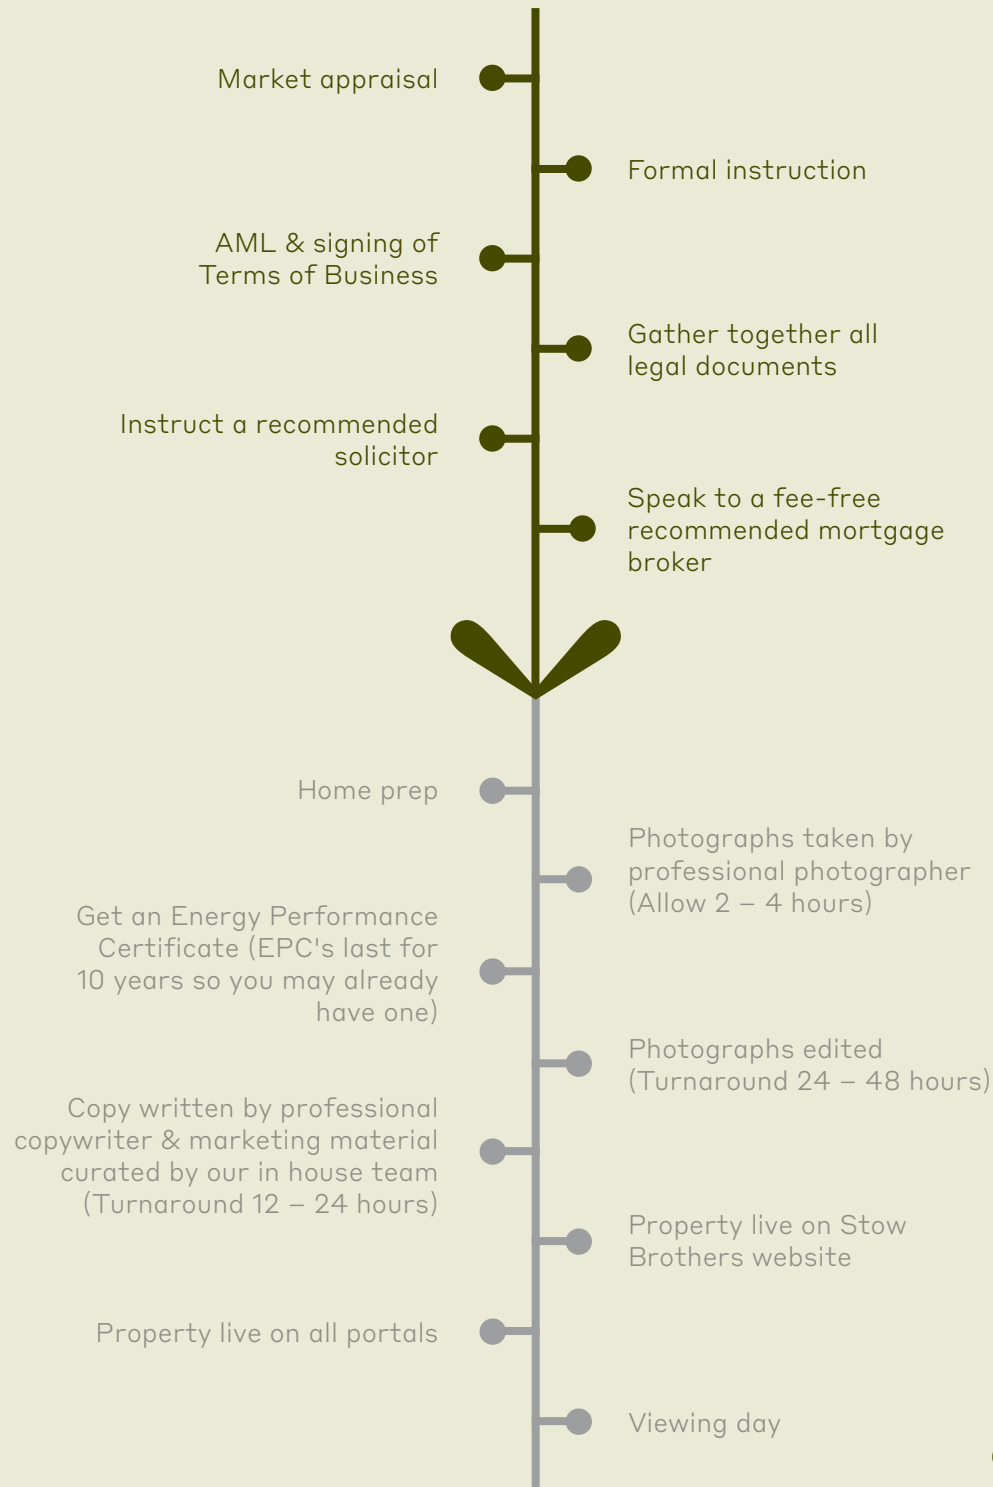 Market appraisal
Formal instruction
AML & signing of
Terms of Business
Gather together all
legal documents
Instruct a recommended
solicitor
Speak to a fee-free
recommended mortgage
broker
Home prep
Photographs taken by
professional photographer
(Allow 2 – 4 hours)
Get an Energy Performance
Certificate (EPC's last for
10 years so you may already
have one)
Photographs edited
(Turnaround 24 – 48 hours)
Copy written by professional
copywriter & marketing material
curated by our in house team
(Turnaround 12 – 24 hours)
Property live on Stow
Brothers website
Property live on all portals
Viewing day